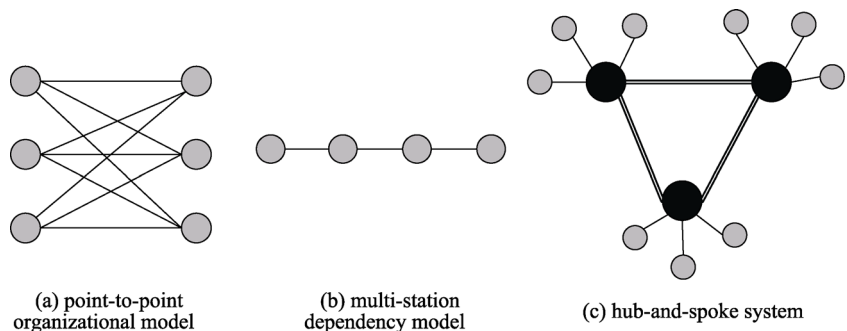 (a) point-to-point
organizational model
(b) multi-station
dependency model
(c) hub-and-spoke system